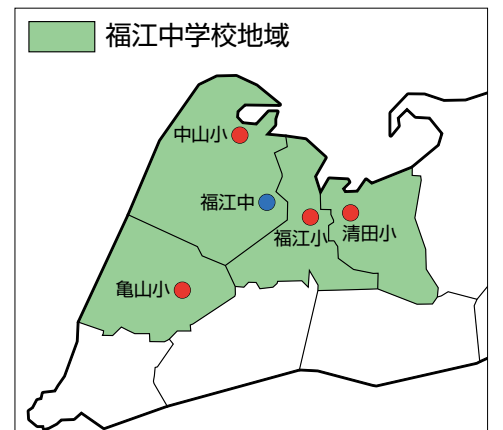 福江中学校地域
中山小
福江中
福江小
清田小
亀山小